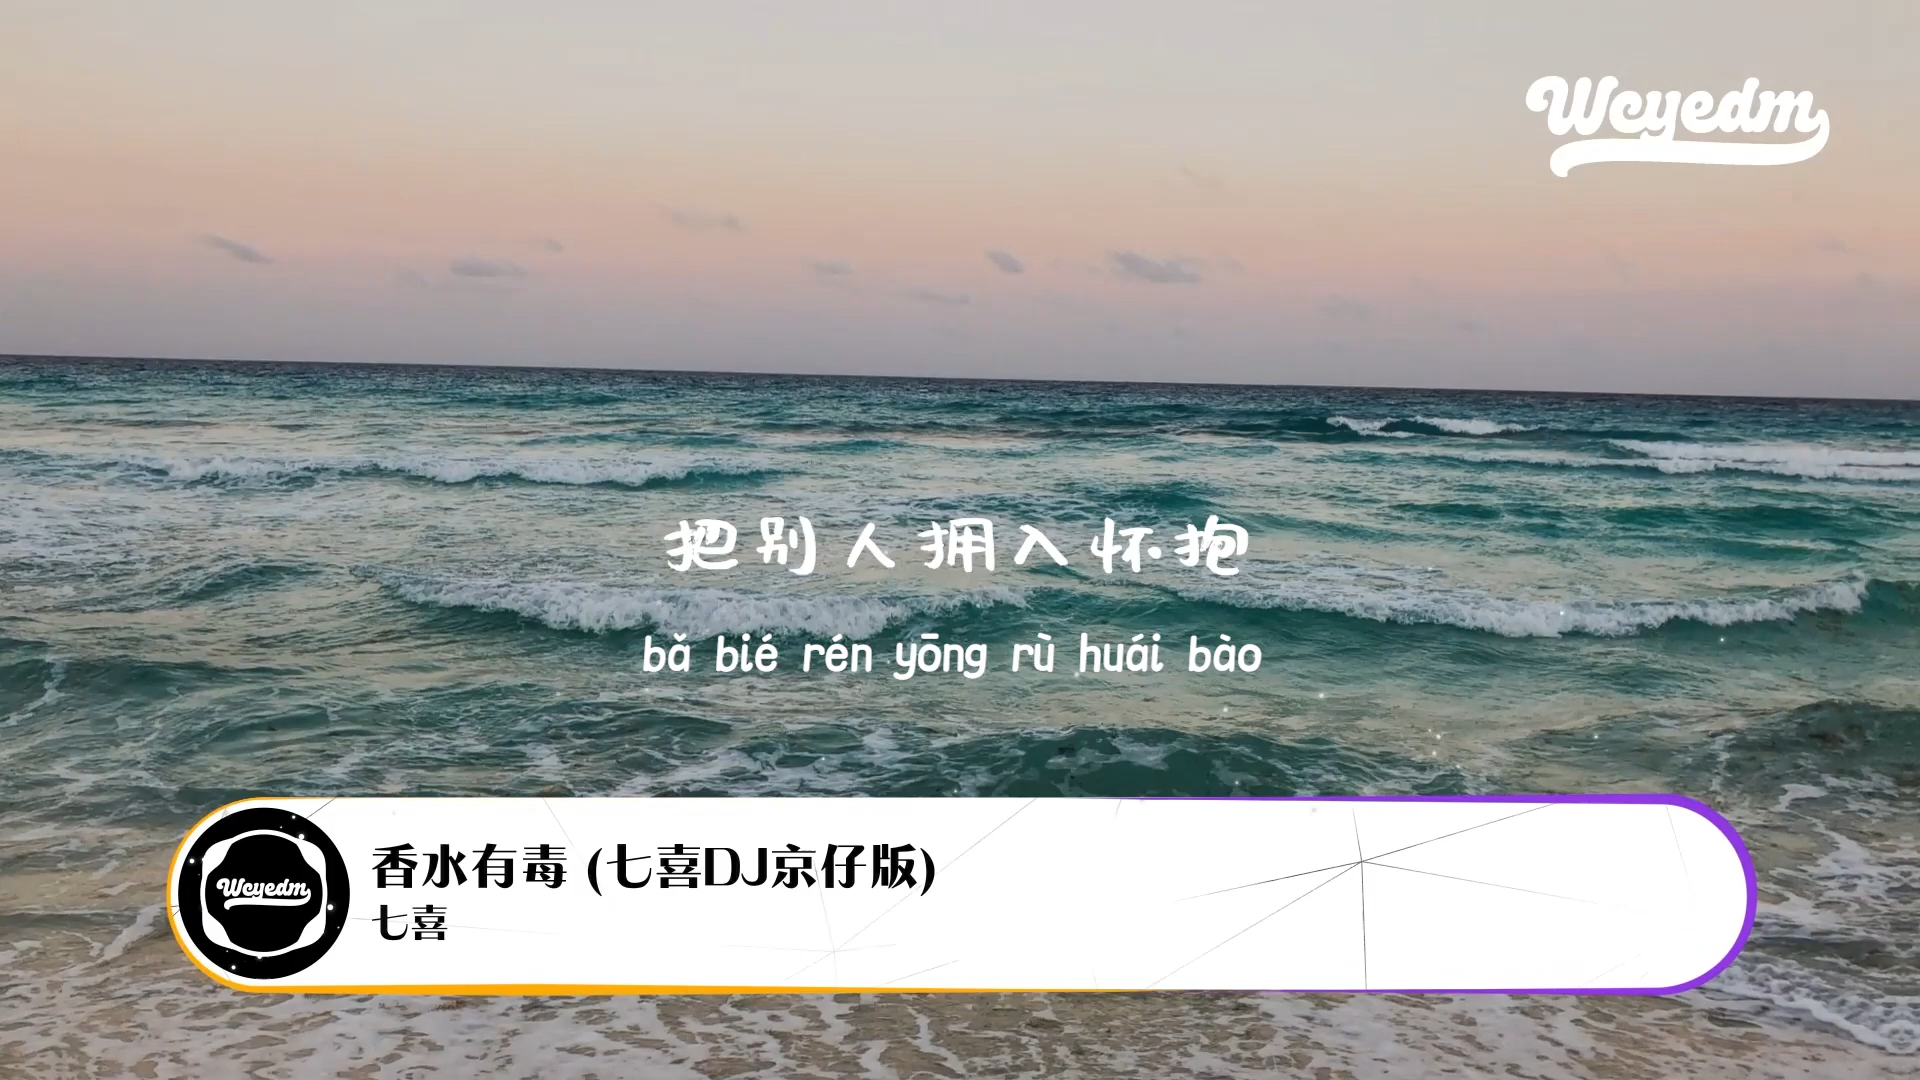 Wcyedm
把别人拥入怀抱
bǎ bié rén yōng rù huái bào
Wcyedm
香水有毒 (七喜DJ京仔版)
七喜